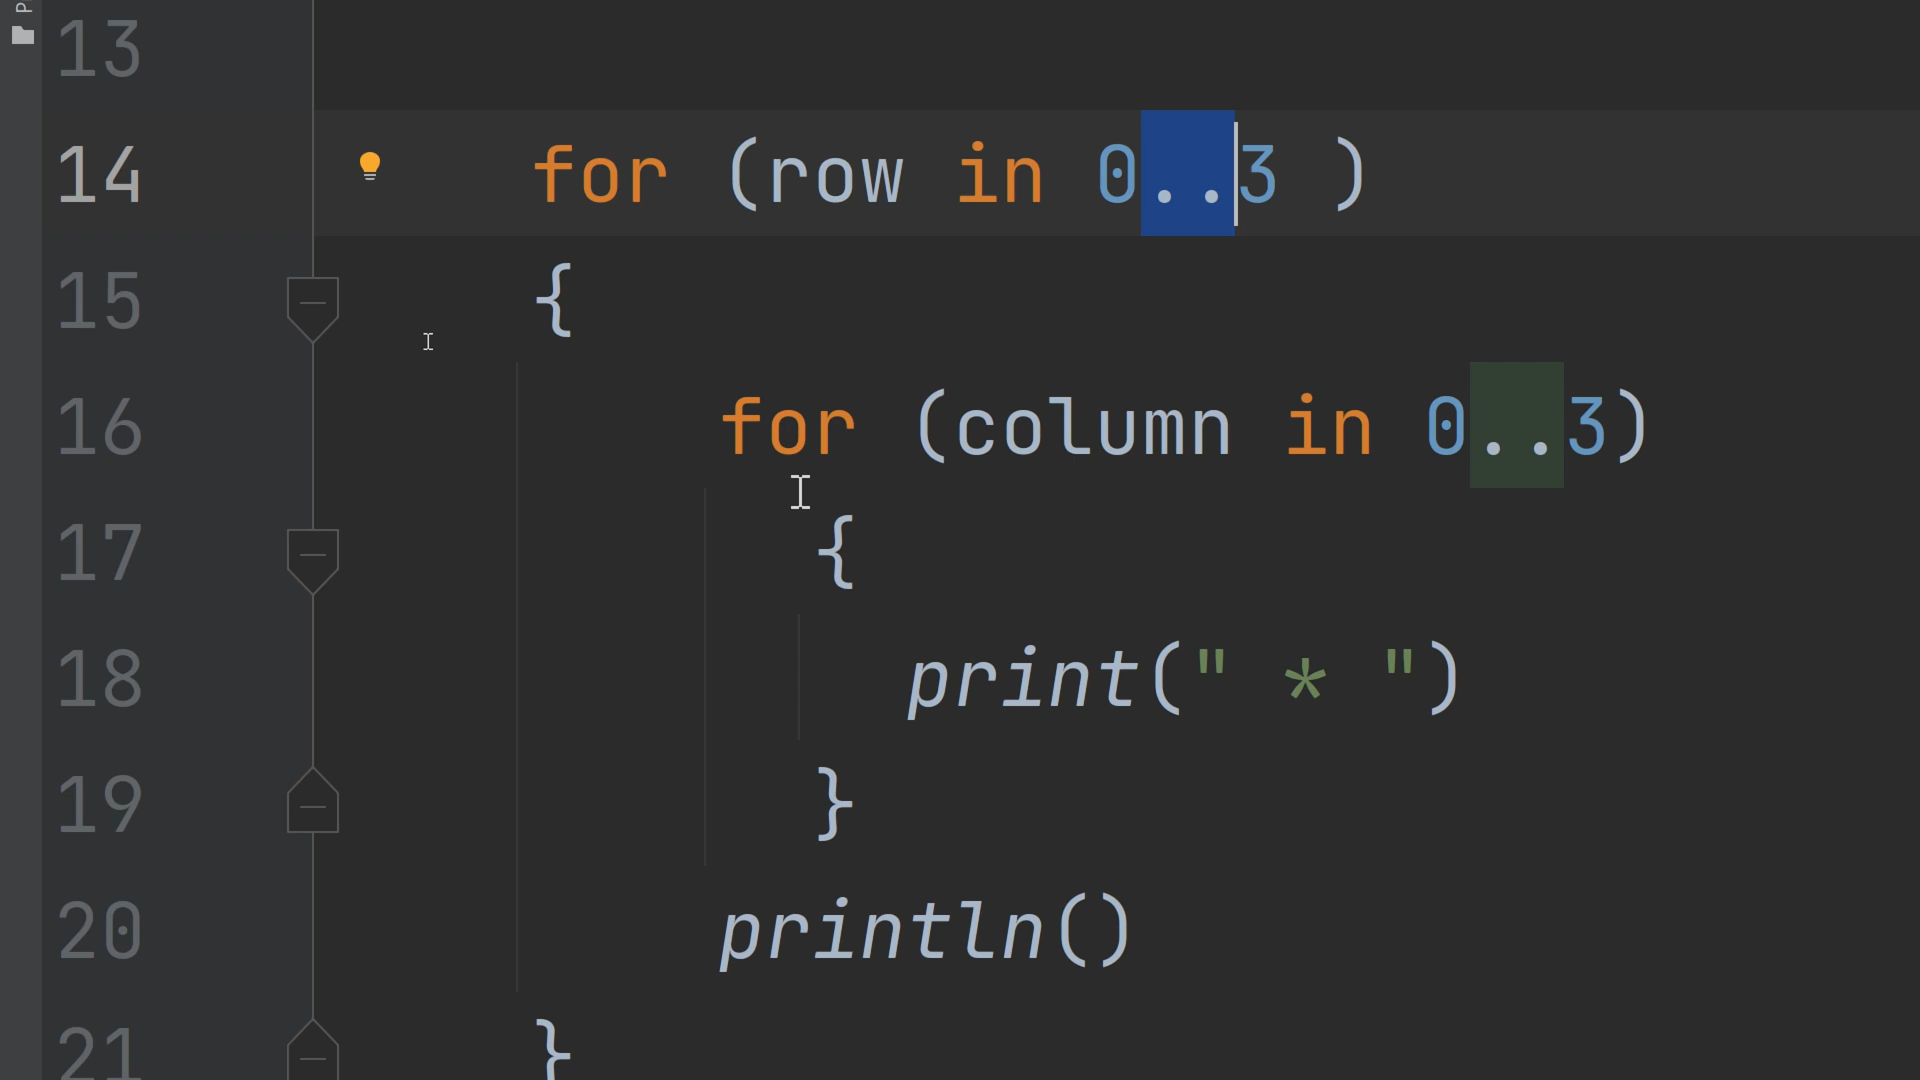 P
13
14 for (row in 0..3 )
15 {
16 for (column in 0..3)
17 {
18 print(" * ")
19 }
20 println()
21 }